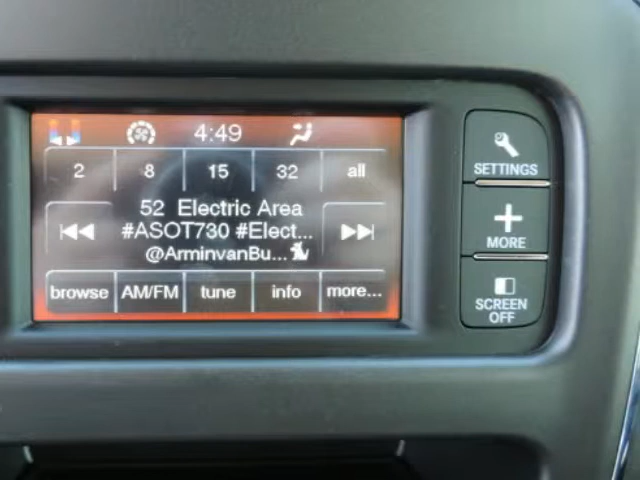 4:49
2 8 15 32 all
52 Electric Area
#ASOT730 #Elect...
@ArminvanBu...
browse AM/FM tune info more...
SETTINGS
MORE
SCREEN
OFF